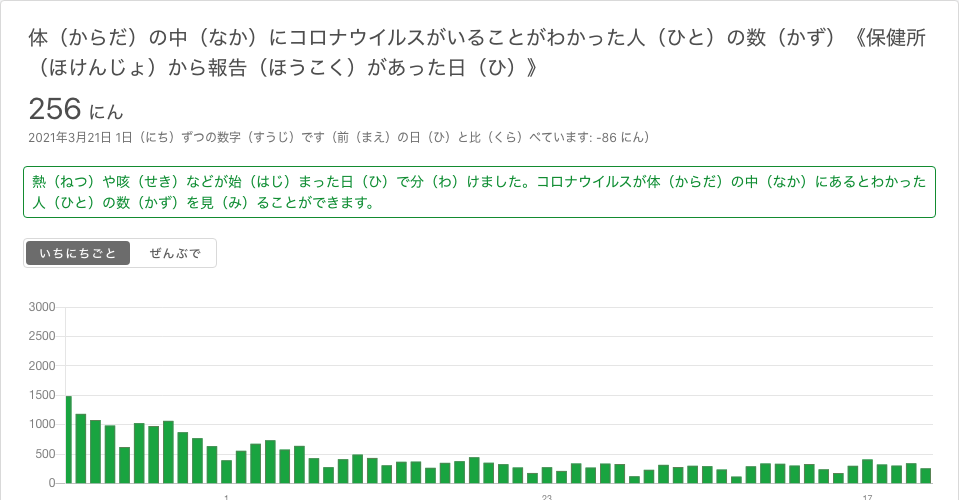 体（からだ）の中（なか）にコロナウイルスがいることがわかった人（ひと）の数（かず）《保健所
（ほけんじょ）から報告（ほうこく）があった日（ひ）》
256 にん
2021年3月21日 1日（にち）ずつの数字（すうじ）です（前（まえ）の日（ひ）と比（くら）べています: -86 にん）
熱（ねつ）や咳（せき）などが始（はじ）まった日（ひ）で分（わ）けました。コロナウイルスが体（からだ）の中（なか）にあるとわかった
人（ひと）の数（かず）を見（み）ることができます。
いちにちごと ぜんぶで
3000
2500
2000
1500
1000
500
0
1 23 17